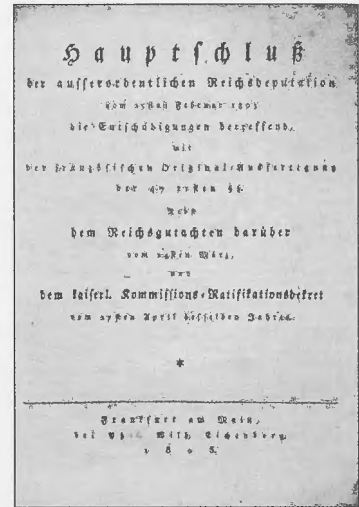 Hauptschluß
der ausserordentlichen Reichsdeputation
vom 25sten Februar 1803
die Entschädigungen betreffend.
mit
der französischen Original-Ausfertigung
der 47 ersten §§.
Nebst
dem Reichsgutachten darüber
vom 24sten März,
und
dem kaiserl. Kommissions-Ratifikationsdekret
vom 27sten April desselben Jahres.
*
Frankfurt am Main,
bei Wilh. Eichenberg
1803.